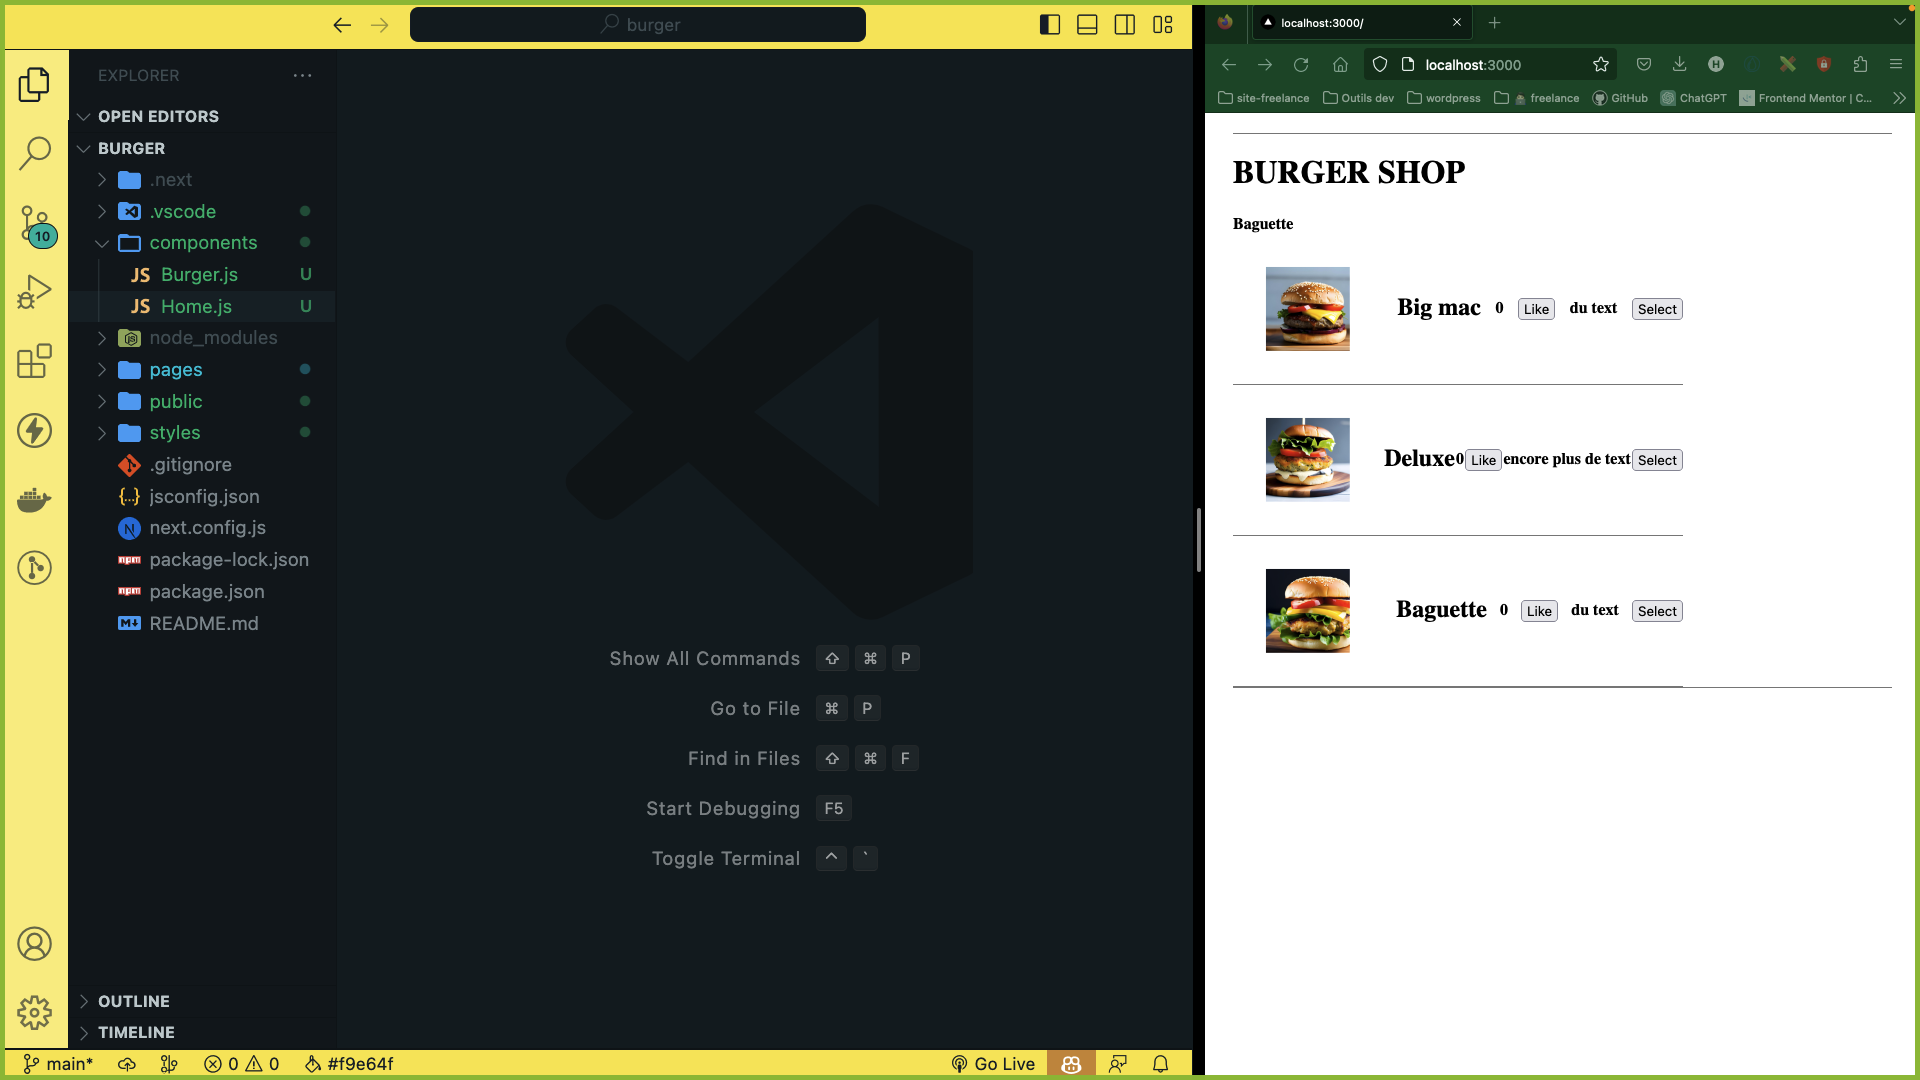 burger
EXPLORER
OPEN EDITORS
BURGER
.next
.vscode
components
JS Burger.js U
JS Home.js U
node_modules
pages
public
styles
.gitignore
jsconfig.json
N next.config.js
npm package-lock.json
npm package.json
README.md
10
Show All Commands ⇧ ⌘ P
Go to File ⌘ P
Find in Files ⇧ ⌘ F
Start Debugging F5
Toggle Terminal ^ `
OUTLINE
TIMELINE
main* 0 0 #f9e64f Go Live
localhost:3000/
localhost:3000
H
site-freelance Outils dev wordpress freelance GitHub ChatGPT Frontend Mentor | C...
BURGER SHOP
Baguette
Big mac 0 Like du text Select
Deluxe 0 Like encore plus de text Select
Baguette 0 Like du text Select